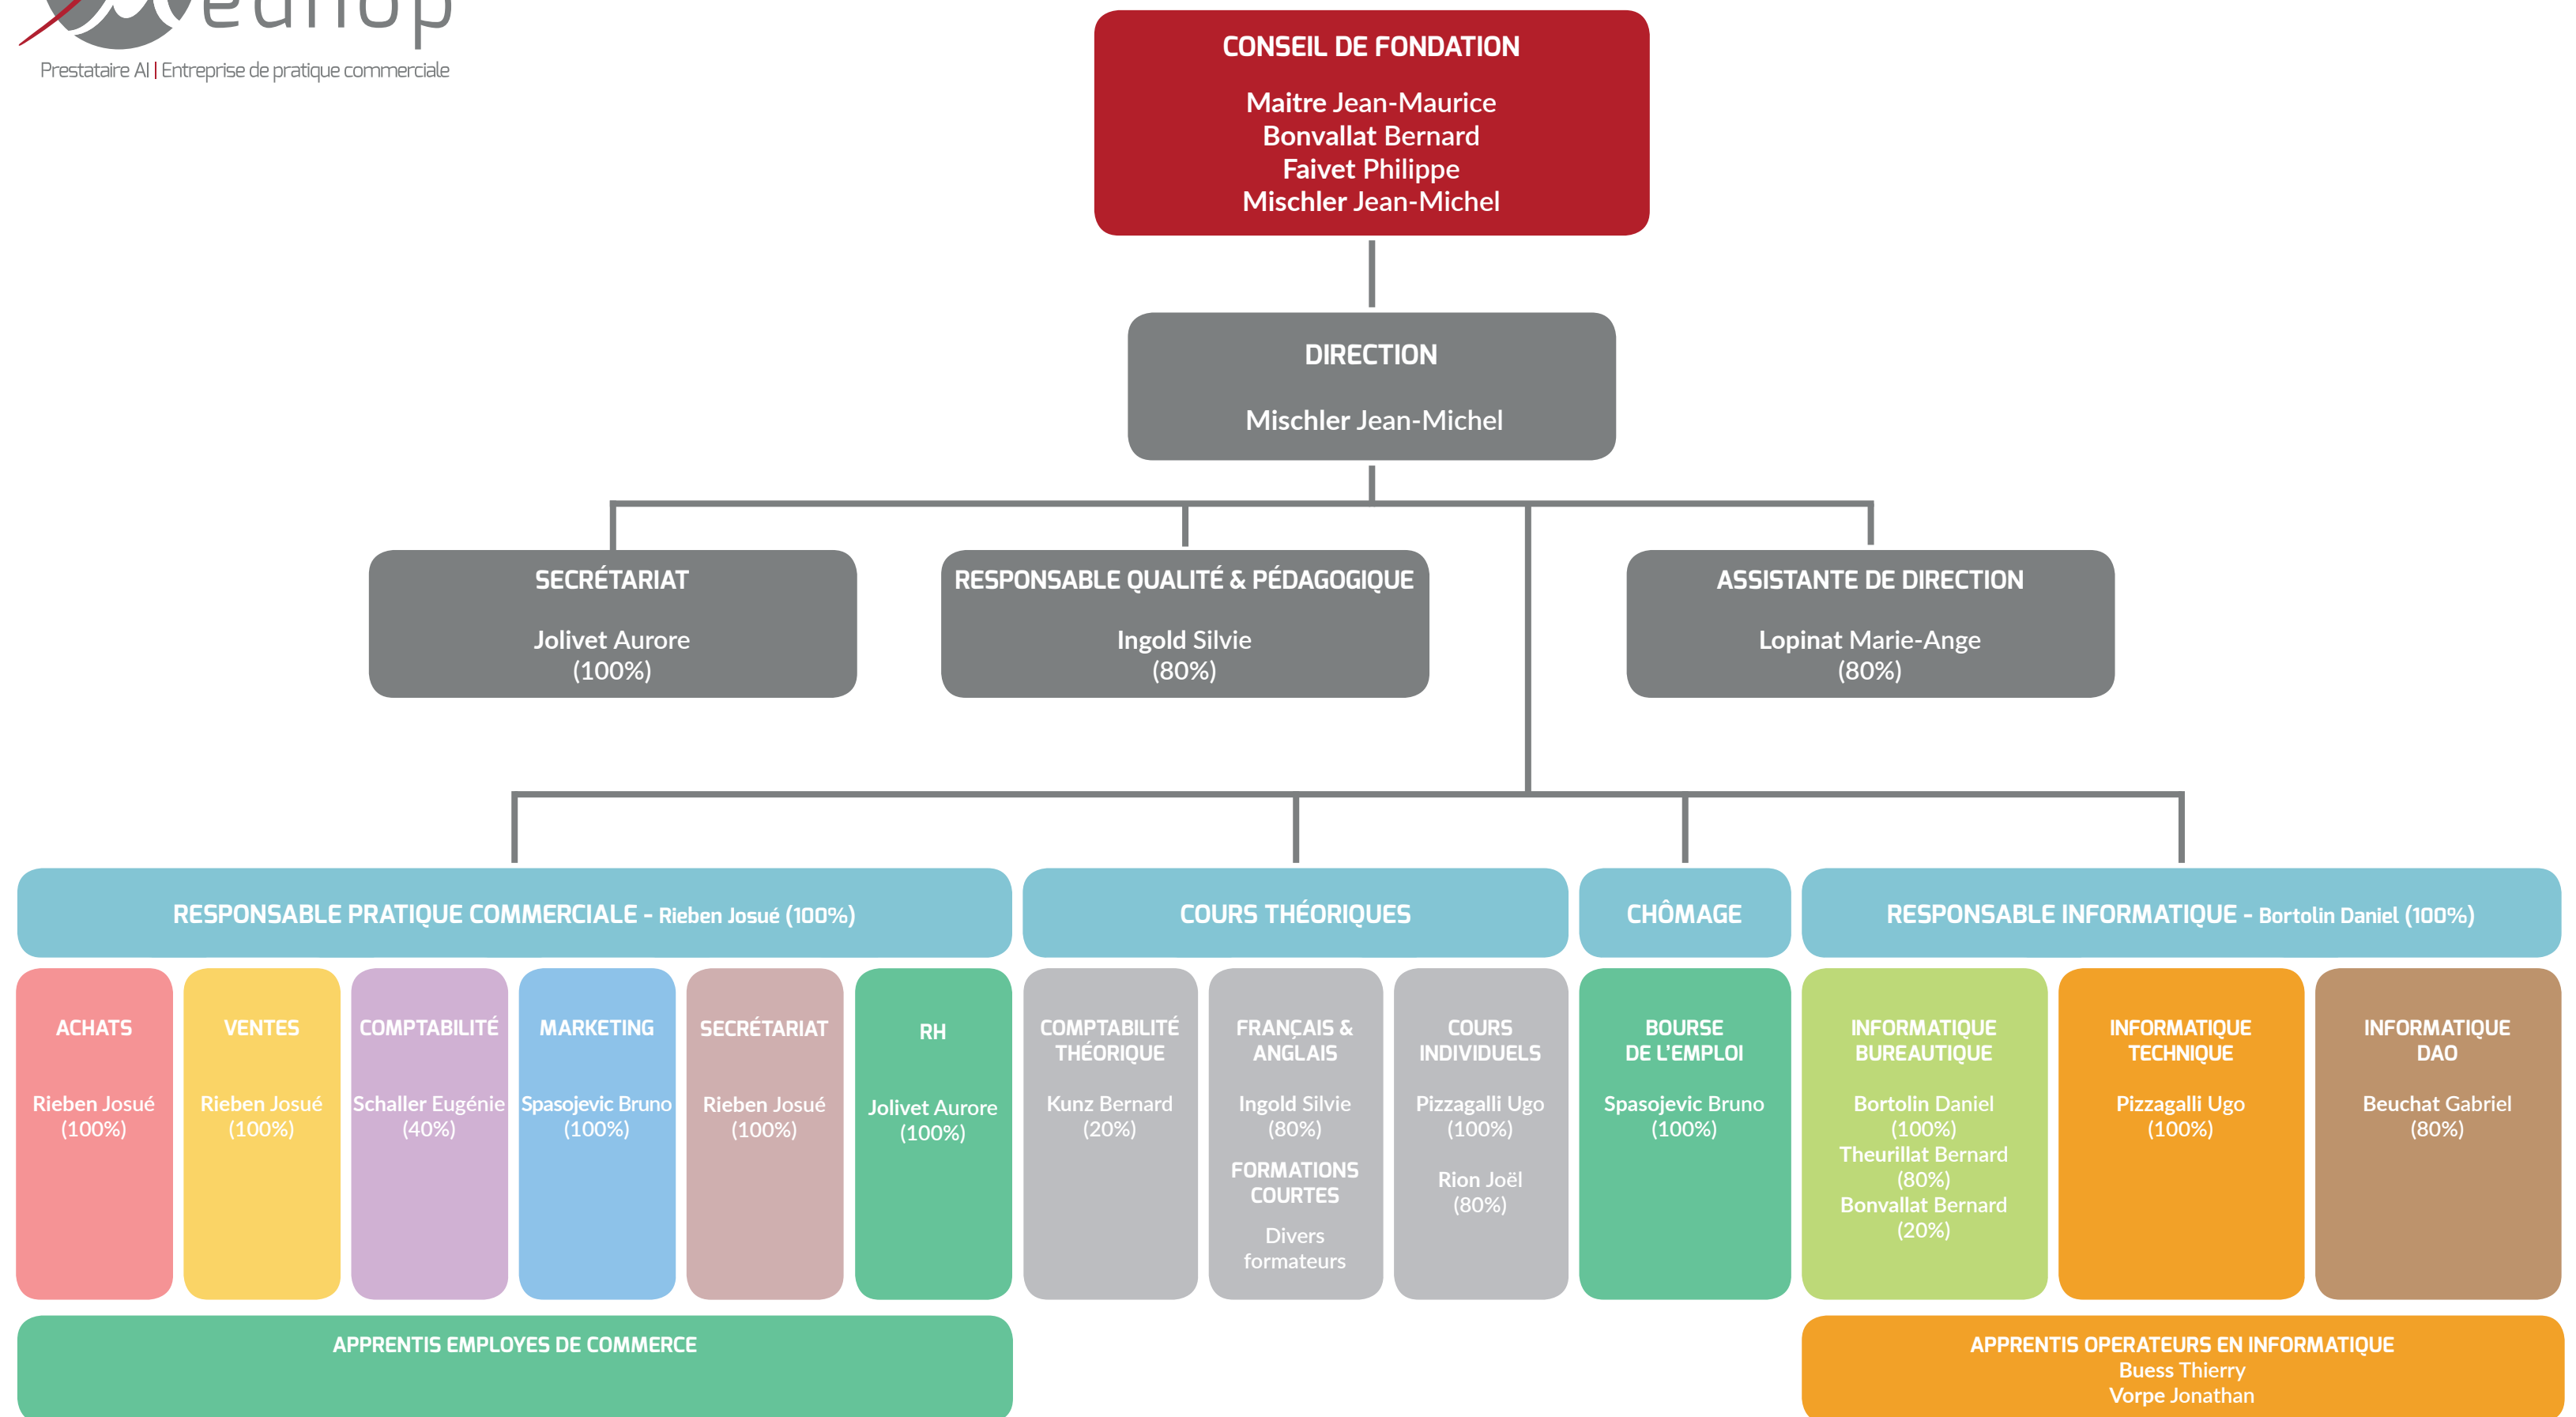 Prestataire AI | Entreprise de pratique commerciale
CONSEIL DE FONDATION
Maitre Jean-Maurice
Bonvallat Bernard
Faivet Philippe
Mischler Jean-Michel
DIRECTION
Mischler Jean-Michel
SECRÉTARIAT
Jolivet Aurore
(100%)
RESPONSABLE QUALITÉ & PÉDAGOGIQUE
Ingold Silvie
(80%)
ASSISTANTE DE DIRECTION
Lopinat Marie-Ange
(80%)
RESPONSABLE PRATIQUE COMMERCIALE - Rieben Josué (100%)
COURS THÉORIQUES
CHÔMAGE
RESPONSABLE INFORMATIQUE - Bortolin Daniel (100%)
ACHATS
Rieben Josué
(100%)
VENTES
Rieben Josué
(100%)
COMPTABILITÉ
Schaller Eugénie
(40%)
MARKETING
Spasojevic Bruno
(100%)
SECRÉTARIAT
Rieben Josué
(100%)
RH
Jolivet Aurore
(100%)
COMPTABILITÉ
THÉORIQUE
Kunz Bernard
(20%)
FRANÇAIS &
ANGLAIS
Ingold Silvie
(80%)
FORMATIONS
COURTES
Divers
formateurs
COURS
INDIVIDUELS
Pizzagalli Ugo
(100%)
Rion Joël
(80%)
BOURSE
DE L'EMPLOI
Spasojevic Bruno
(100%)
INFORMATIQUE
BUREAUTIQUE
Bortolin Daniel
(100%)
Theurillat Bernard
(80%)
Bonvallat Bernard
(20%)
INFORMATIQUE
TECHNIQUE
Pizzagalli Ugo
(100%)
INFORMATIQUE
DAO
Beuchat Gabriel
(80%)
APPRENTIS EMPLOYES DE COMMERCE
APPRENTIS OPERATEURS EN INFORMATIQUE
Buess Thierry
Vorpe Jonathan